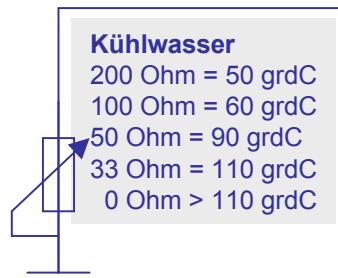 Kühlwasser
200 Ohm = 50 grdC
100 Ohm = 60 grdC
50 Ohm = 90 grdC
33 Ohm = 110 grdC
0 Ohm > 110 grdC